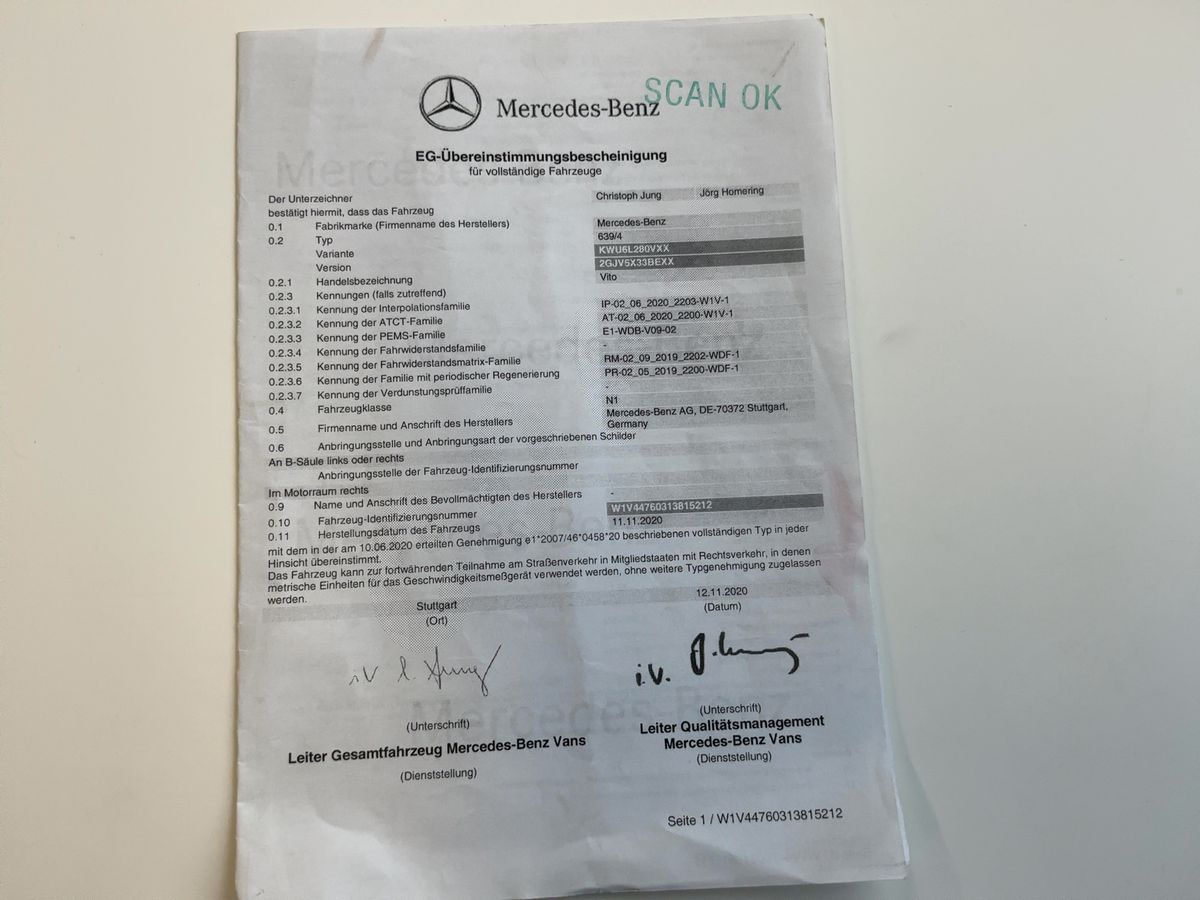 Mercedes-Benz
SCAN OK
EG-Übereinstimmungsbescheinigung
für vollständige Fahrzeuge
Der Unterzeichner Christoph Jung Jörg Homering
bestätigt hiermit, dass das Fahrzeug
0.1 Fabrikmarke (Firmenname des Herstellers) Mercedes-Benz
0.2 Typ 639/4
Variante KWU6L280VXX
Version 2GJV5X33BEXX
0.2.1 Handelsbezeichnung Vito
0.2.3 Kennungen (falls zutreffend)
0.2.3.1 Kennung der Interpolationsfamilie IP-02_06_2020_2203-W1V-1
0.2.3.2 Kennung der ATCT-Familie AT-02_06_2020_2200-W1V-1
0.2.3.3 Kennung der PEMS-Familie E1-WDB-V09-02
0.2.3.4 Kennung der Fahrwiderstandsfamilie -
0.2.3.5 Kennung der Fahrwiderstandsmatrix-Familie RM-02_09_2019_2202-WDF-1
0.2.3.6 Kennung der Familie mit periodischer Regenerierung PR-02_05_2019_2200-WDF-1
0.2.3.7 Kennung der Verdunstungsprüffamilie -
0.4 Fahrzeugklasse N1
0.5 Firmenname und Anschrift des Herstellers Mercedes-Benz AG, DE-70372 Stuttgart,
Germany
0.6 Anbringungsstelle und Anbringungsart der vorgeschriebenen Schilder
An B-Säule links oder rechts
Anbringungsstelle der Fahrzeug-Identifizierungsnummer
Im Motorraum rechts
0.9 Name und Anschrift des Bevollmächtigten des Herstellers -
0.10 Fahrzeug-Identifizierungsnummer W1V44760313815212
0.11 Herstellungsdatum des Fahrzeugs 11.11.2020
mit dem in der am 10.06.2020 erteilten Genehmigung e1*2007/46*0458*20 beschriebenen vollständigen Typ in jeder
Hinsicht übereinstimmt.
Das Fahrzeug kann zur fortwährenden Teilnahme am Straßenverkehr in Mitgliedstaaten mit Rechtsverkehr, in denen
metrische Einheiten für das Geschwindigkeitsmeßgerät verwendet werden, ohne weitere Typgenehmigung zugelassen
werden.
Stuttgart 12.11.2020
(Ort) (Datum)
i.V.
i.V.
(Unterschrift) (Unterschrift)
Leiter Gesamtfahrzeug Mercedes-Benz Vans
(Dienststellung)
Leiter Qualitätsmanagement
Mercedes-Benz Vans
(Dienststellung)
Seite 1 / W1V44760313815212